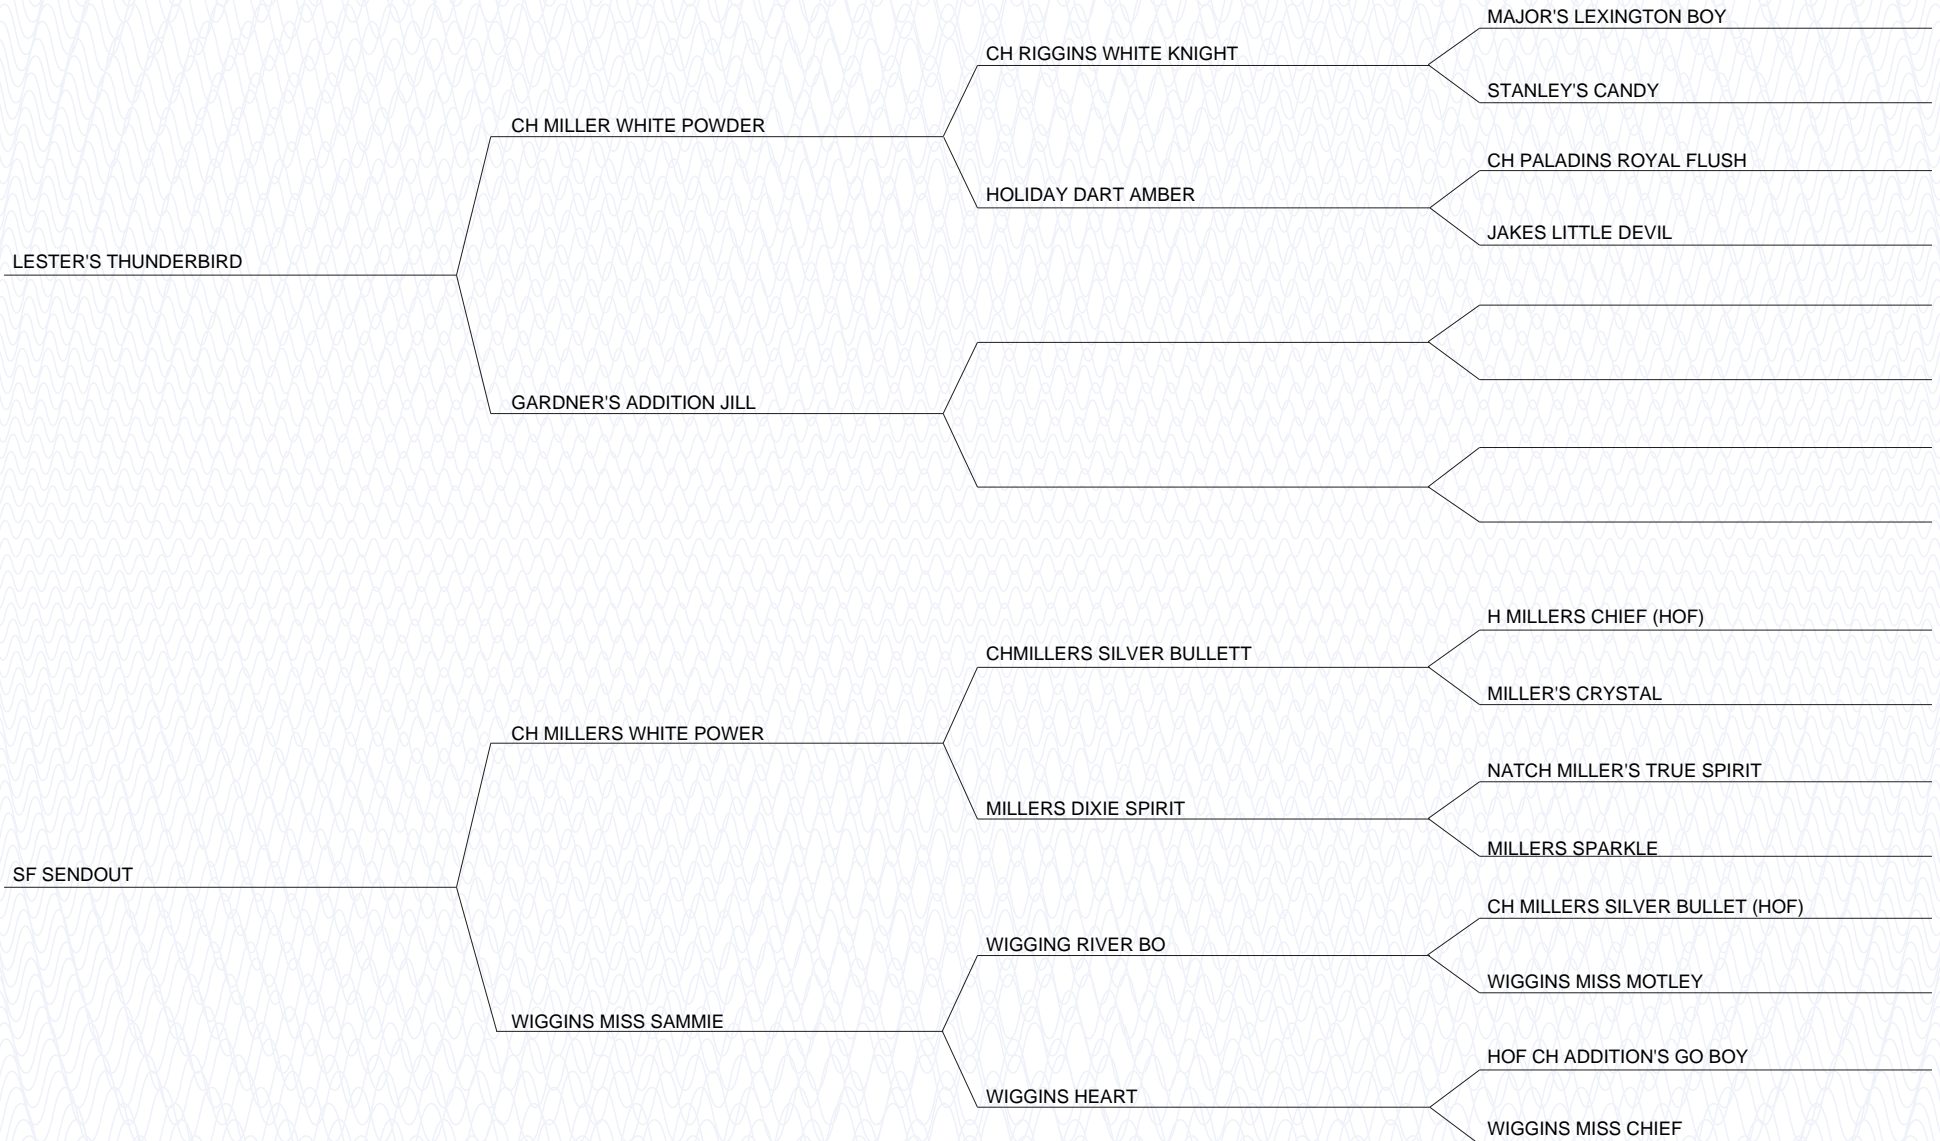 MAJOR'S LEXINGTON BOY
CH RIGGINS WHITE KNIGHT
STANLEY'S CANDY
CH MILLER WHITE POWDER
CH PALADINS ROYAL FLUSH
HOLIDAY DART AMBER
JAKES LITTLE DEVIL
LESTER'S THUNDERBIRD
GARDNER'S ADDITION JILL
H MILLERS CHIEF (HOF)
CHMILLERS SILVER BULLETT
MILLER'S CRYSTAL
CH MILLERS WHITE POWER
NATCH MILLER'S TRUE SPIRIT
MILLERS DIXIE SPIRIT
MILLERS SPARKLE
SF SENDOUT
CH MILLERS SILVER BULLET (HOF)
WIGGING RIVER BO
WIGGINS MISS MOTLEY
WIGGINS MISS SAMMIE
HOF CH ADDITION'S GO BOY
WIGGINS HEART
WIGGINS MISS CHIEF